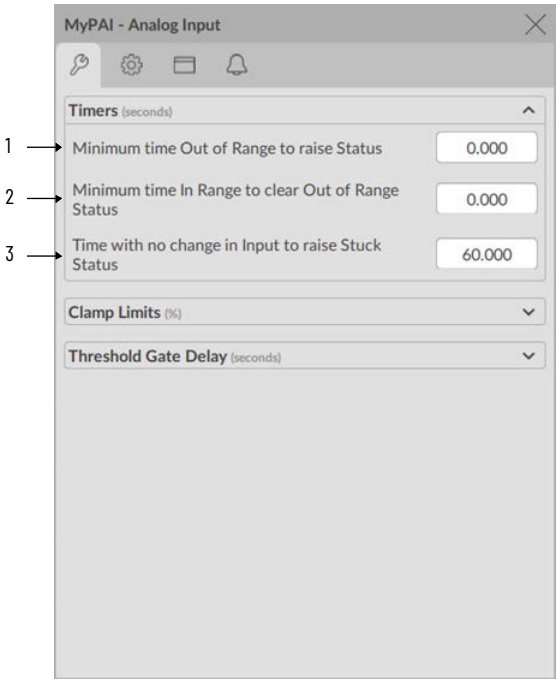 MyPAI - Analog Input
Timers (seconds)
1 Minimum time Out of Range to raise Status 0.000
2 Minimum time In Range to clear Out of Range
Status 0.000
3 Time with no change in Input to raise Stuck
Status 60.000
Clamp Limits (%)
Threshold Gate Delay (seconds)